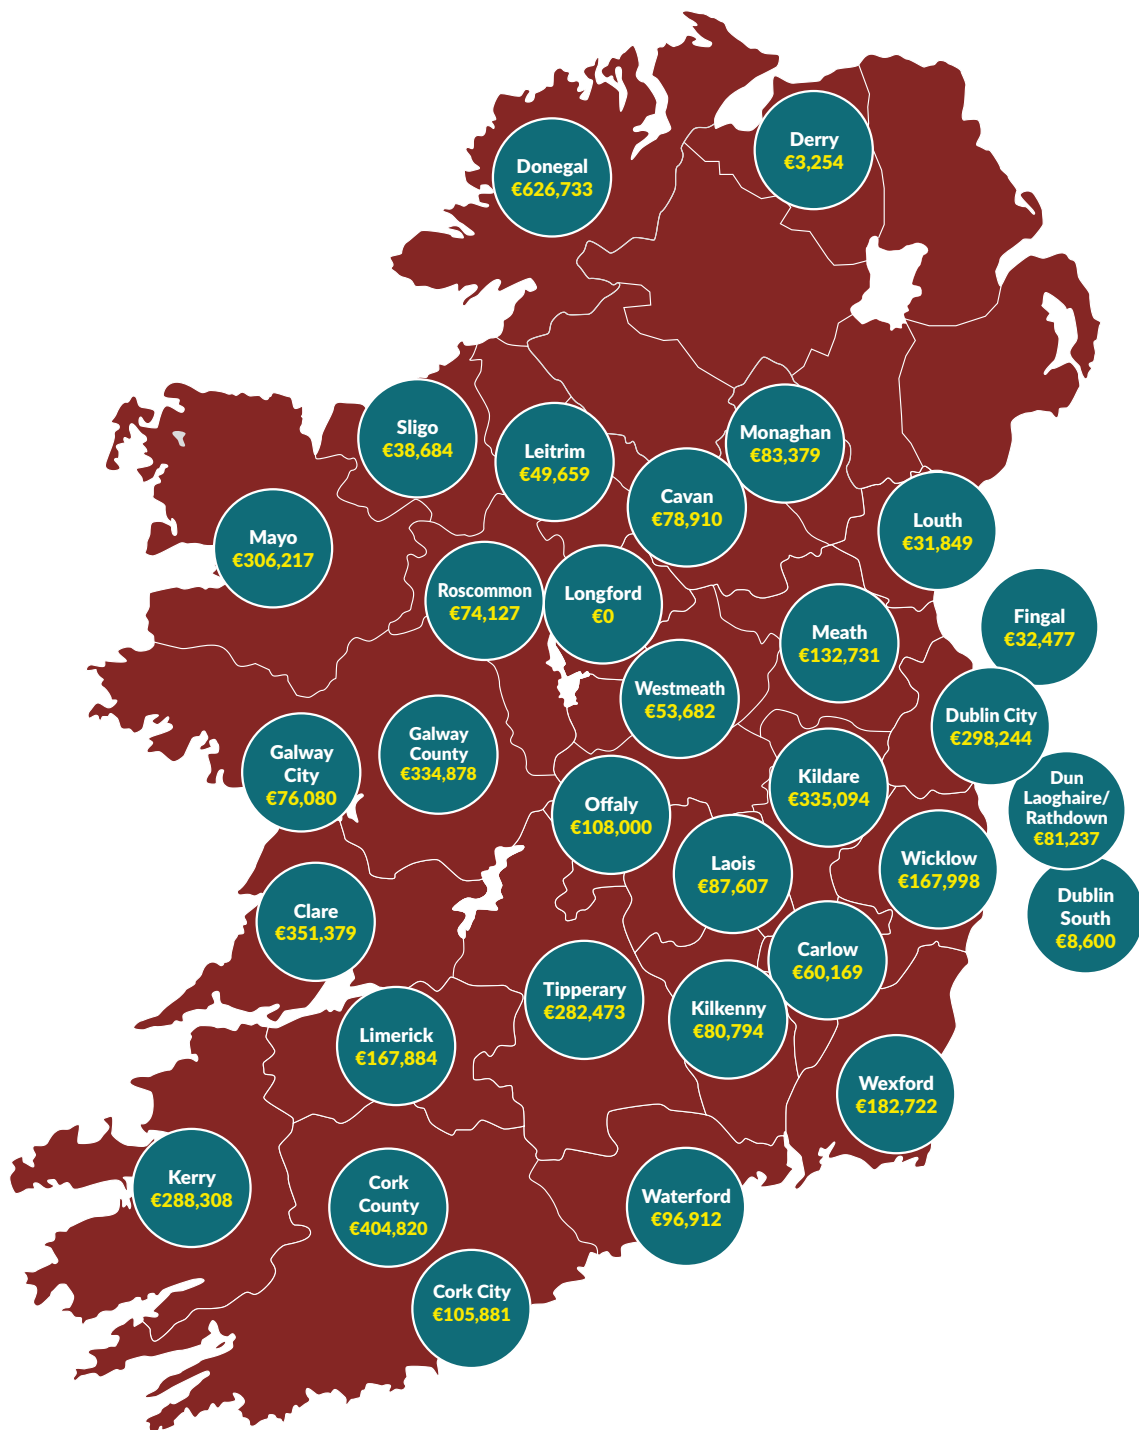 Derry
€3,254
Donegal
€626,733
Sligo
€38,684
Leitrim
€49,659
Monaghan
€83,379
Cavan
€78,910
Louth
€31,849
Mayo
€306,217
Roscommon
€74,127
Longford
€0
Meath
€132,731
Fingal
€32,477
Westmeath
€53,682
Dublin City
€298,244
Galway
City
€76,080
Galway
County
€334,878
Offaly
€108,000
Kildare
€335,094
Dun
Laoghaire/
Rathdown
€81,237
Laois
€87,607
Wicklow
€167,998
Dublin
South
€8,600
Clare
€351,379
Carlow
€60,169
Tipperary
€282,473
Kilkenny
€80,794
Limerick
€167,884
Wexford
€182,722
Kerry
€288,308
Cork
County
€404,820
Waterford
€96,912
Cork City
€105,881